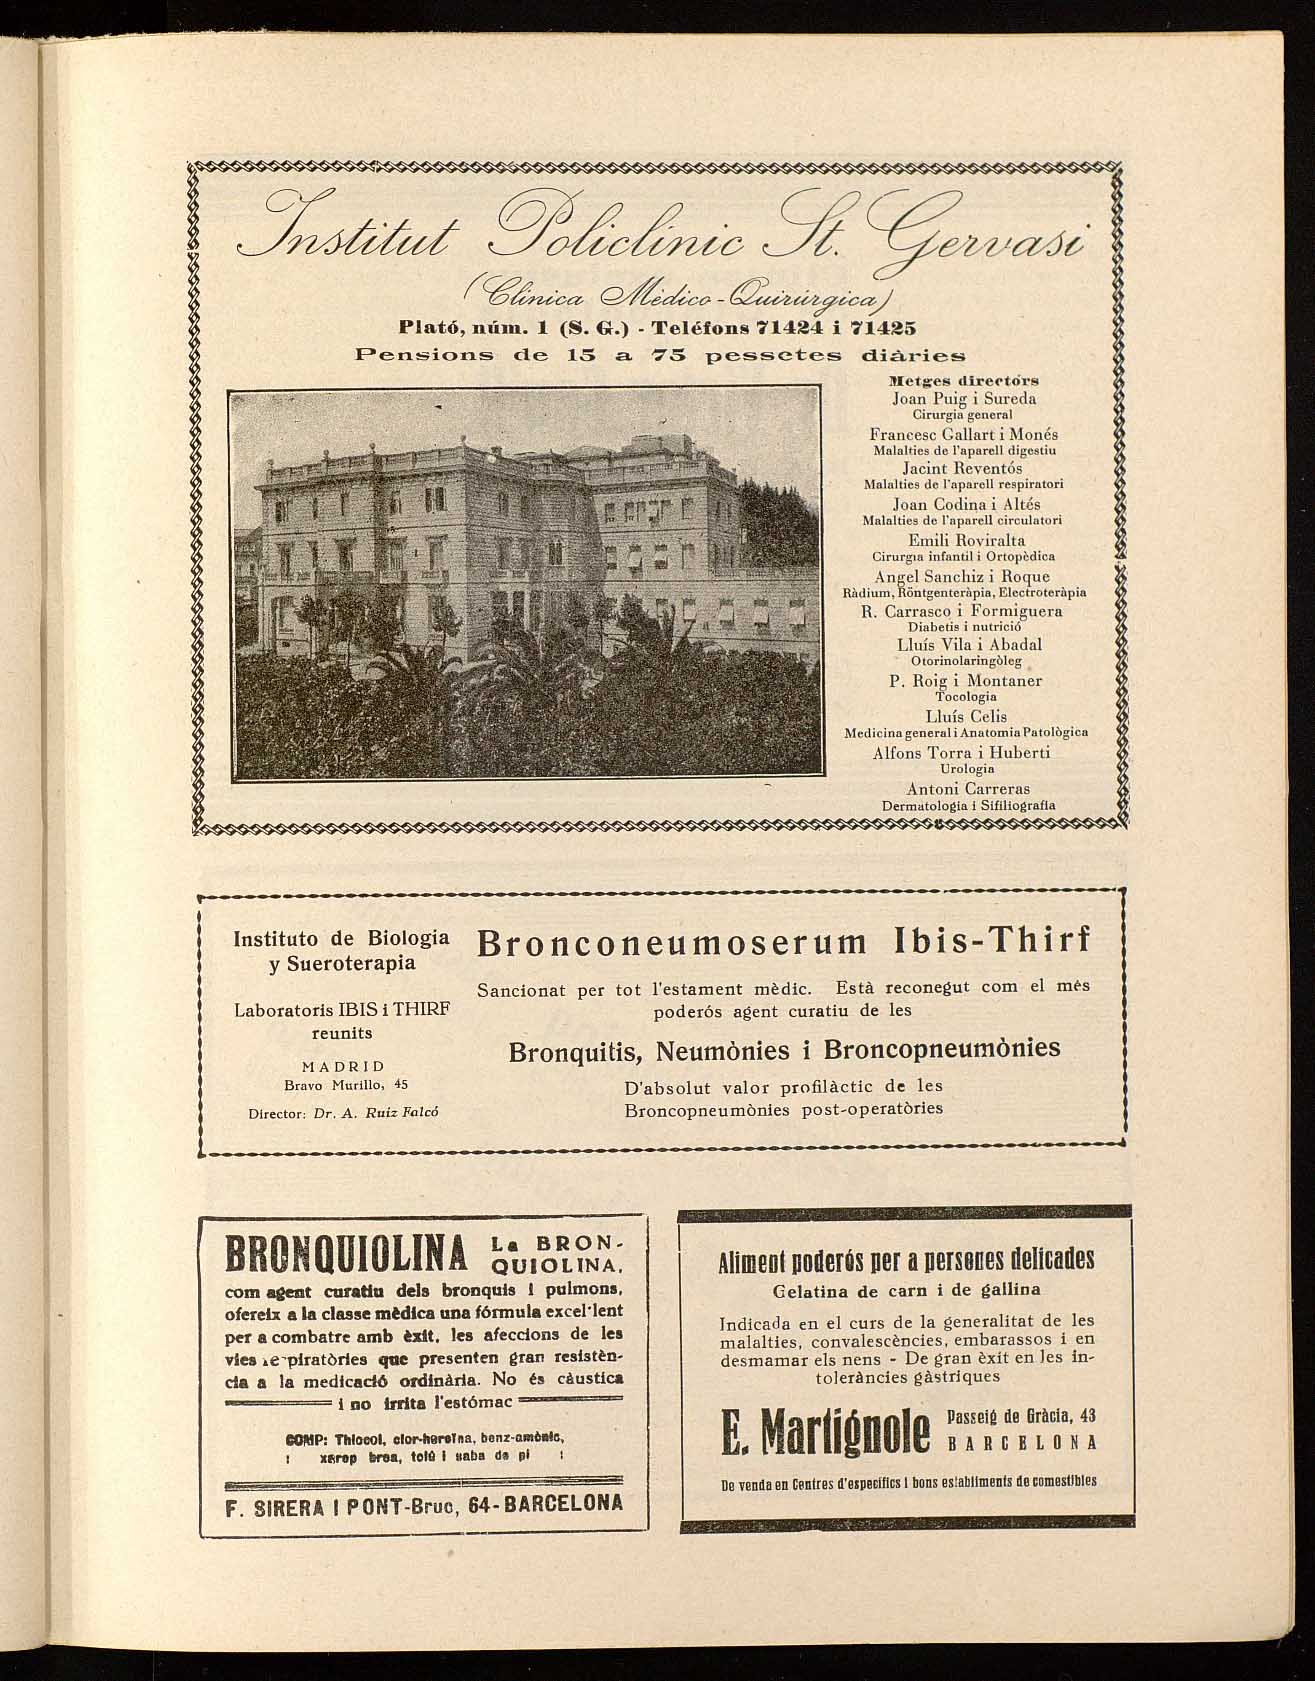 Institut Policlínic St. Gervasi
(Clínica Mèdico-Quirúrgica)
Plató, núm. 1 (S. G.) - Telèfons 71424 i 71425
Pensions de 15 a 75 pessetes diàries
Metges directors
Joan Puig i Sureda
Cirurgia general
Francesc Gallart i Monés
Malalties de l'aparell digestiu
Jacint Reventós
Malalties de l'aparell respiratori
Joan Codina i Altés
Malalties de l'aparell circulatori
Emili Roviralta
Cirurgia infantil i Ortopèdica
Angel Sanchiz i Roque
Ràdium, Röntgenteràpia, Electroteràpia
R. Carrasco i Formiguera
Diabetis i nutrició
Lluís Vila i Abadal
Otorinolaringòleg
P. Roig i Montaner
Tocologia
Lluís Celis
Medicina general i Anatomia Patològica
Alfons Torra i Huberti
Urologia
Antoni Carreras
Dermatologia i Sifiliografia
Instituto de Biologia
y Sueroterapia
Laboratoris IBIS i THIRF
reunits
MADRID
Bravo Murillo, 45
Director: Dr. A. Ruiz Falcó
Bronconeumoserum Ibis-Thirf
Sancionat per tot l'estament mèdic. Està reconegut com el més
poderós agent curatiu de les
Bronquitis, Neumònies i Broncopneumònies
D'absolut valor profilàctic de les
Broncopneumònies post-operatòries
BRONQUIOLINA La BRON-
QUIOLINA,
com agent curatiu dels bronquis i pulmons,
ofereix a la classe mèdica una fórmula excel·lent
per a combatre amb èxit, les afeccions de les
vies respiratòries que presenten gran resistèn-
cia a la medicació ordinària. No és càustica
i no irrita l'estómac
COMP: Thiocol, clor-heroïna, benz-amònic,
xarop brea, tolú i saba de pi
F. SIRERA I PONT-Bruc, 64-BARCELONA
Aliment poderós per a persones delicades
Gelatina de carn i de gallina
Indicada en el curs de la generalitat de les
malalties, convalescències, embarassos i en
desmamar els nens - De gran èxit en les in-
toleràncies gàstriques
E. Martignole Passeig de Gràcia, 43
BARCELONA
De venda en Centres d'específics i bons establiments de comestibles